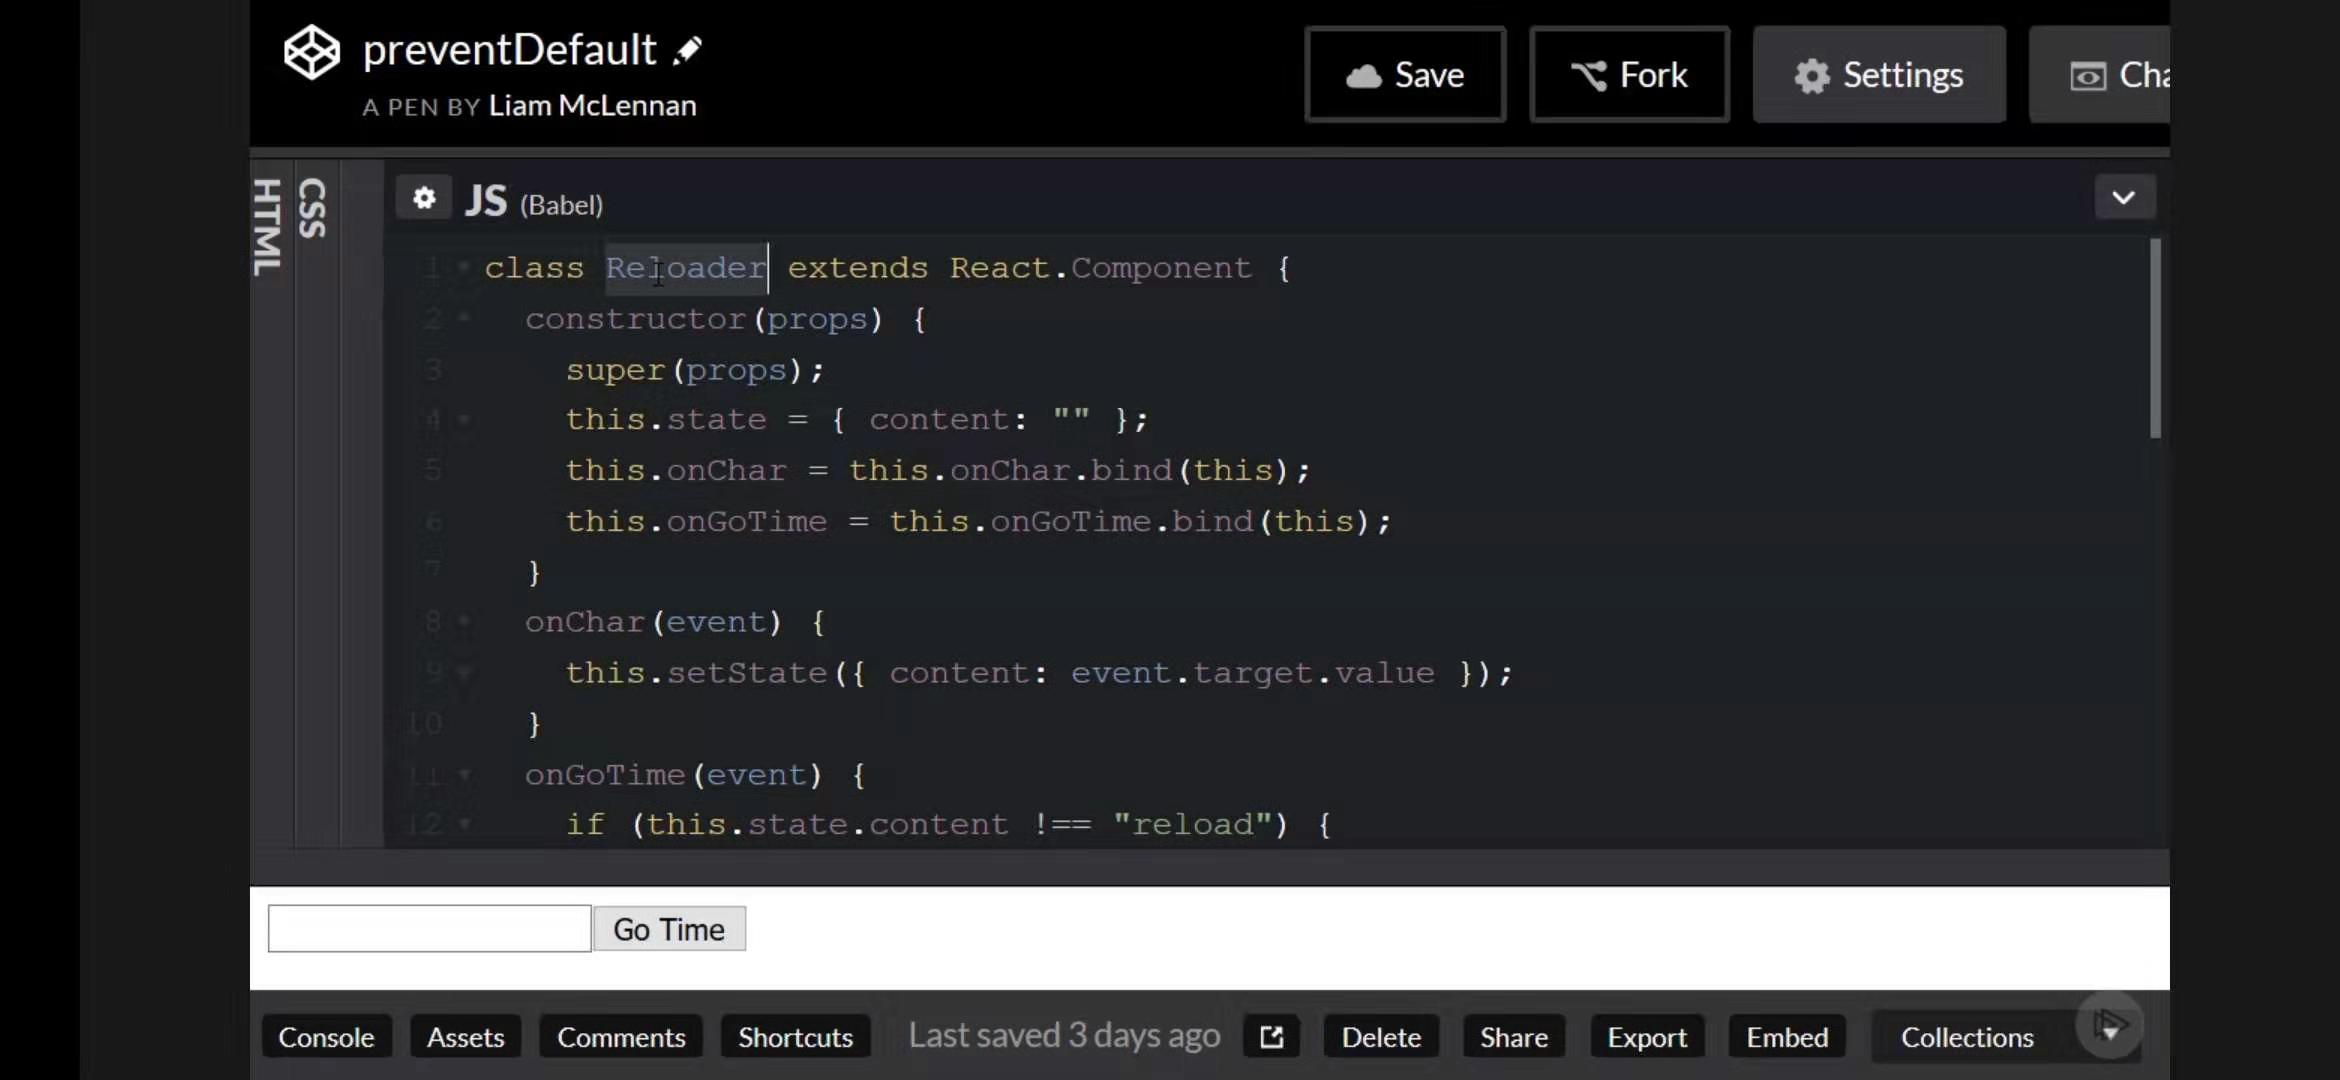 preventDefault
A PEN BY Liam McLennan
Save
Fork
Settings
Cha
HTML
CSS
JS (Babel)
1 class Reloader extends React.Component {
2 constructor(props) {
3 super(props);
4 this.state = { content: "" };
5 this.onChar = this.onChar.bind(this);
6 this.onGoTime = this.onGoTime.bind(this);
7 }
8 onChar(event) {
9 this.setState({ content: event.target.value });
10 }
11 onGoTime(event) {
12 if (this.state.content !== "reload") {
Go Time
Console
Assets
Comments
Shortcuts
Last saved 3 days ago
Delete
Share
Export
Embed
Collections